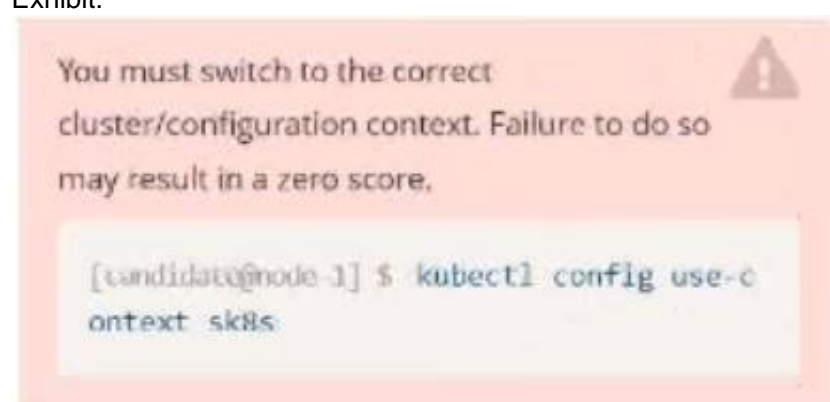 Exhibit:
You must switch to the correct
cluster/configuration context. Failure to do so
may result in a zero score.
[candidate@node-1] $ kubectl config use-c
ontext sk8s